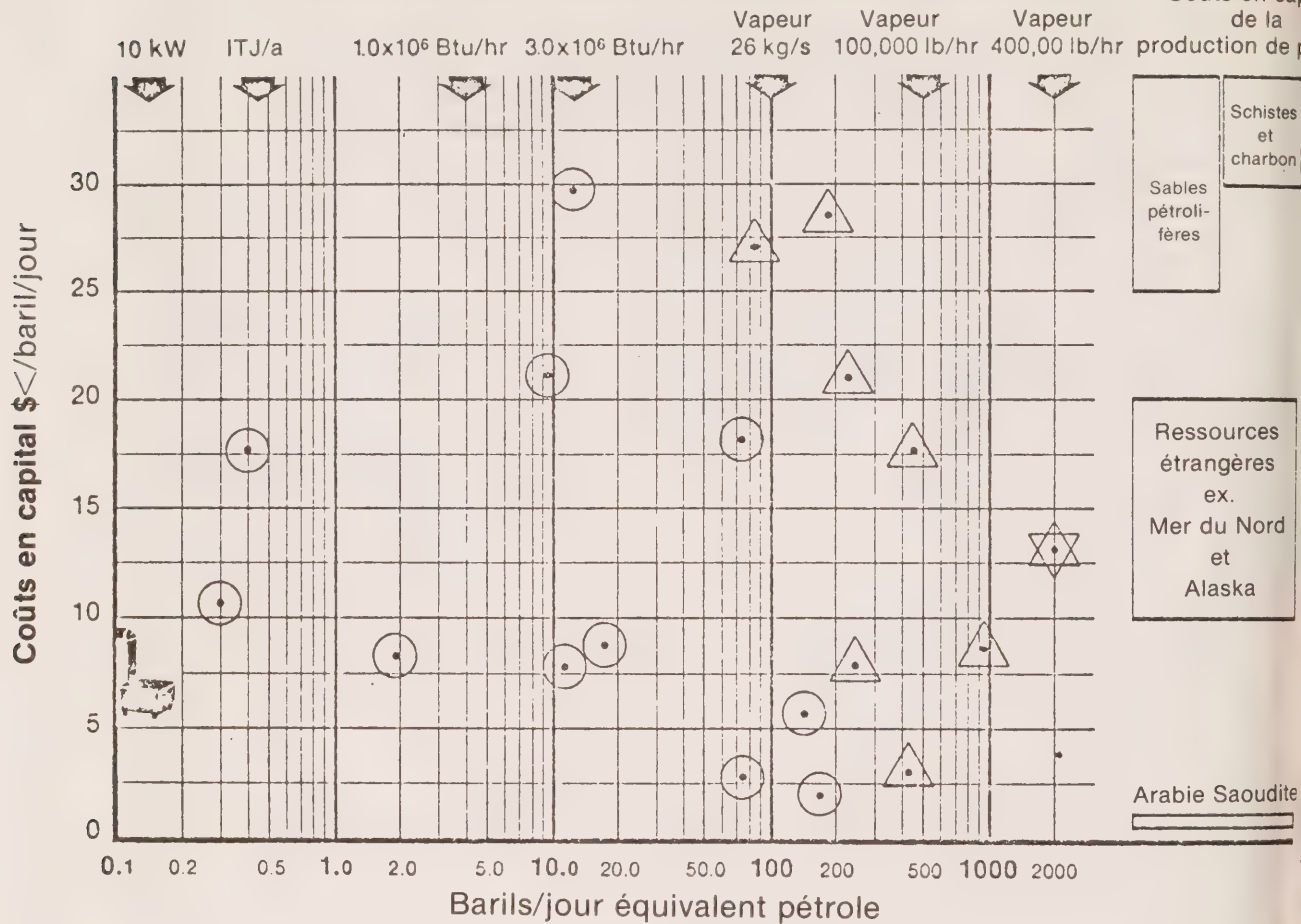 de la
production de
10 kW
ITJ/a
1.0x10⁶ Btu/hr
3.0x10⁶ Btu/hr
Vapeur
26 kg/s
Vapeur
100,000 lb/hr
Vapeur
400,00 lb/hr
Coûts en capital $</baril/jour
30
25
20
15
10
5
0
0.1
0.2
0.5
1.0
2.0
5.0
10.0
20.0
50.0
100
200
500
1000
2000
Barils/jour équivalent pétrole
Schistes
et
charbon
Sables
pétroli-
fères
Ressources
étrangères
ex.
Mer du Nord
et
Alaska
Arabie Saoudite